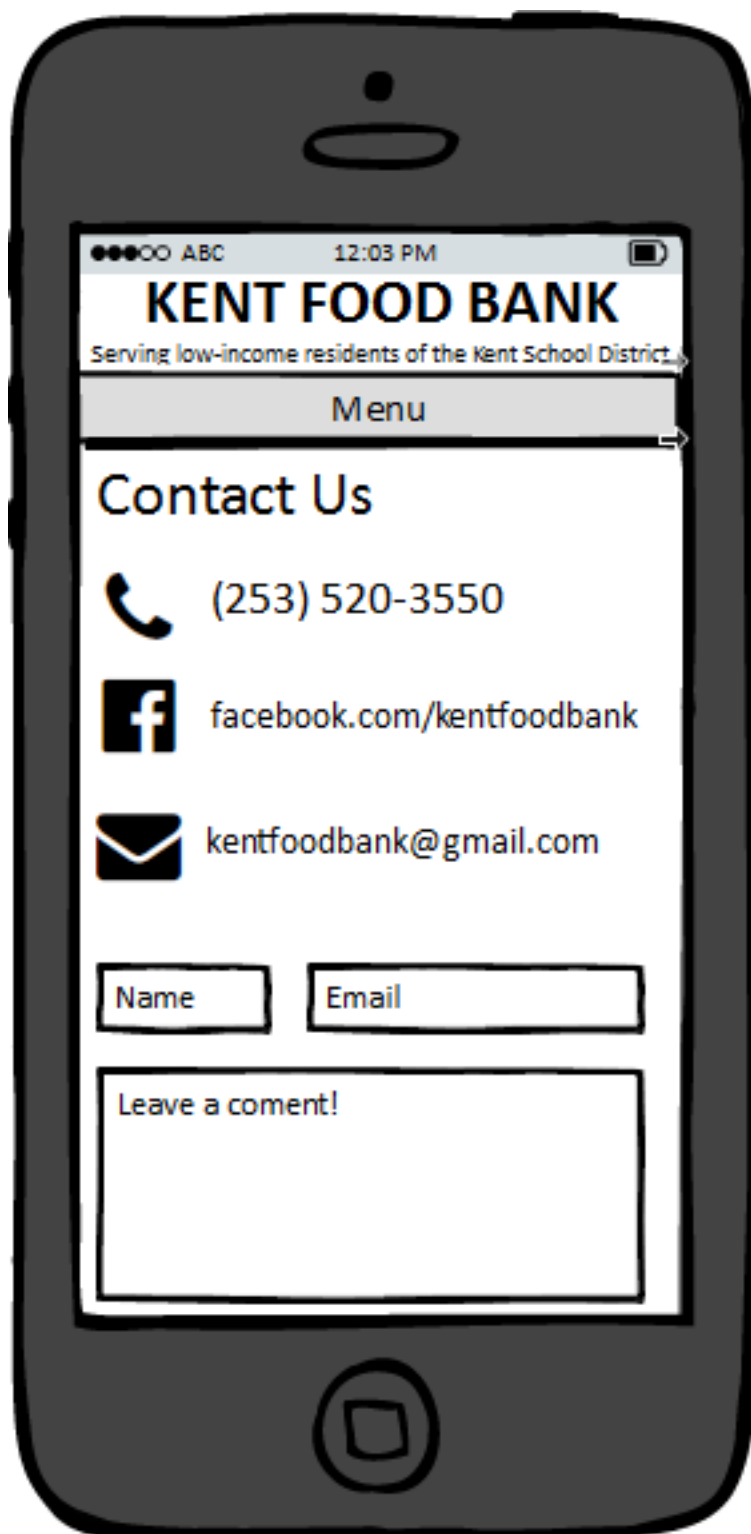 ABC 12:03 PM
KENT FOOD BANK
Serving low-income residents of the Kent School District
Menu
Contact Us
(253) 520-3550
facebook.com/kentfoodbank
kentfoodbank@gmail.com
Name Email
Leave a coment!